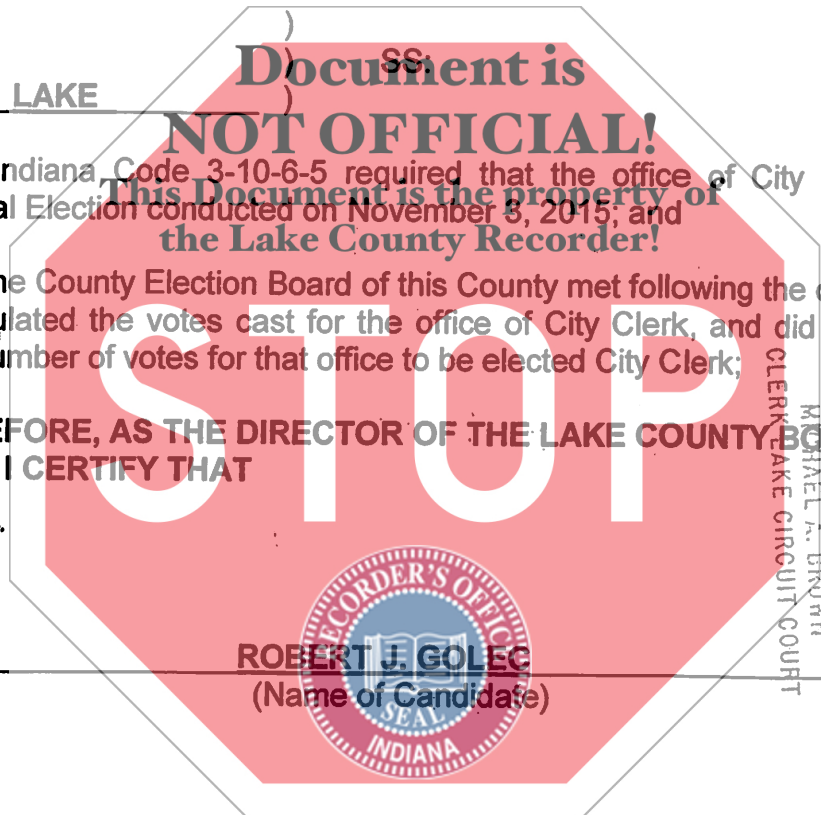 )
Document is
) SS:
LAKE )
NOT OFFICIAL!
ndiana Code 3-10-6-5 required that the office of City
This Document is the property of
al Election conducted on November 3, 2015; and
the Lake County Recorder!
ne County Election Board of this County met following the
ulated the votes cast for the office of City Clerk, and did
umber of votes for that office to be elected City Clerk;
STOP
EFORE, AS THE DIRECTOR OF THE LAKE COUNTY BO
I CERTIFY THAT
RECORDER'S OFFICE
ROBERT J. GOLEC
(Name of Candidate)
SEAL
INDIANA
MICHAEL A. BROWN
CLERK LAKE CIRCUIT COURT